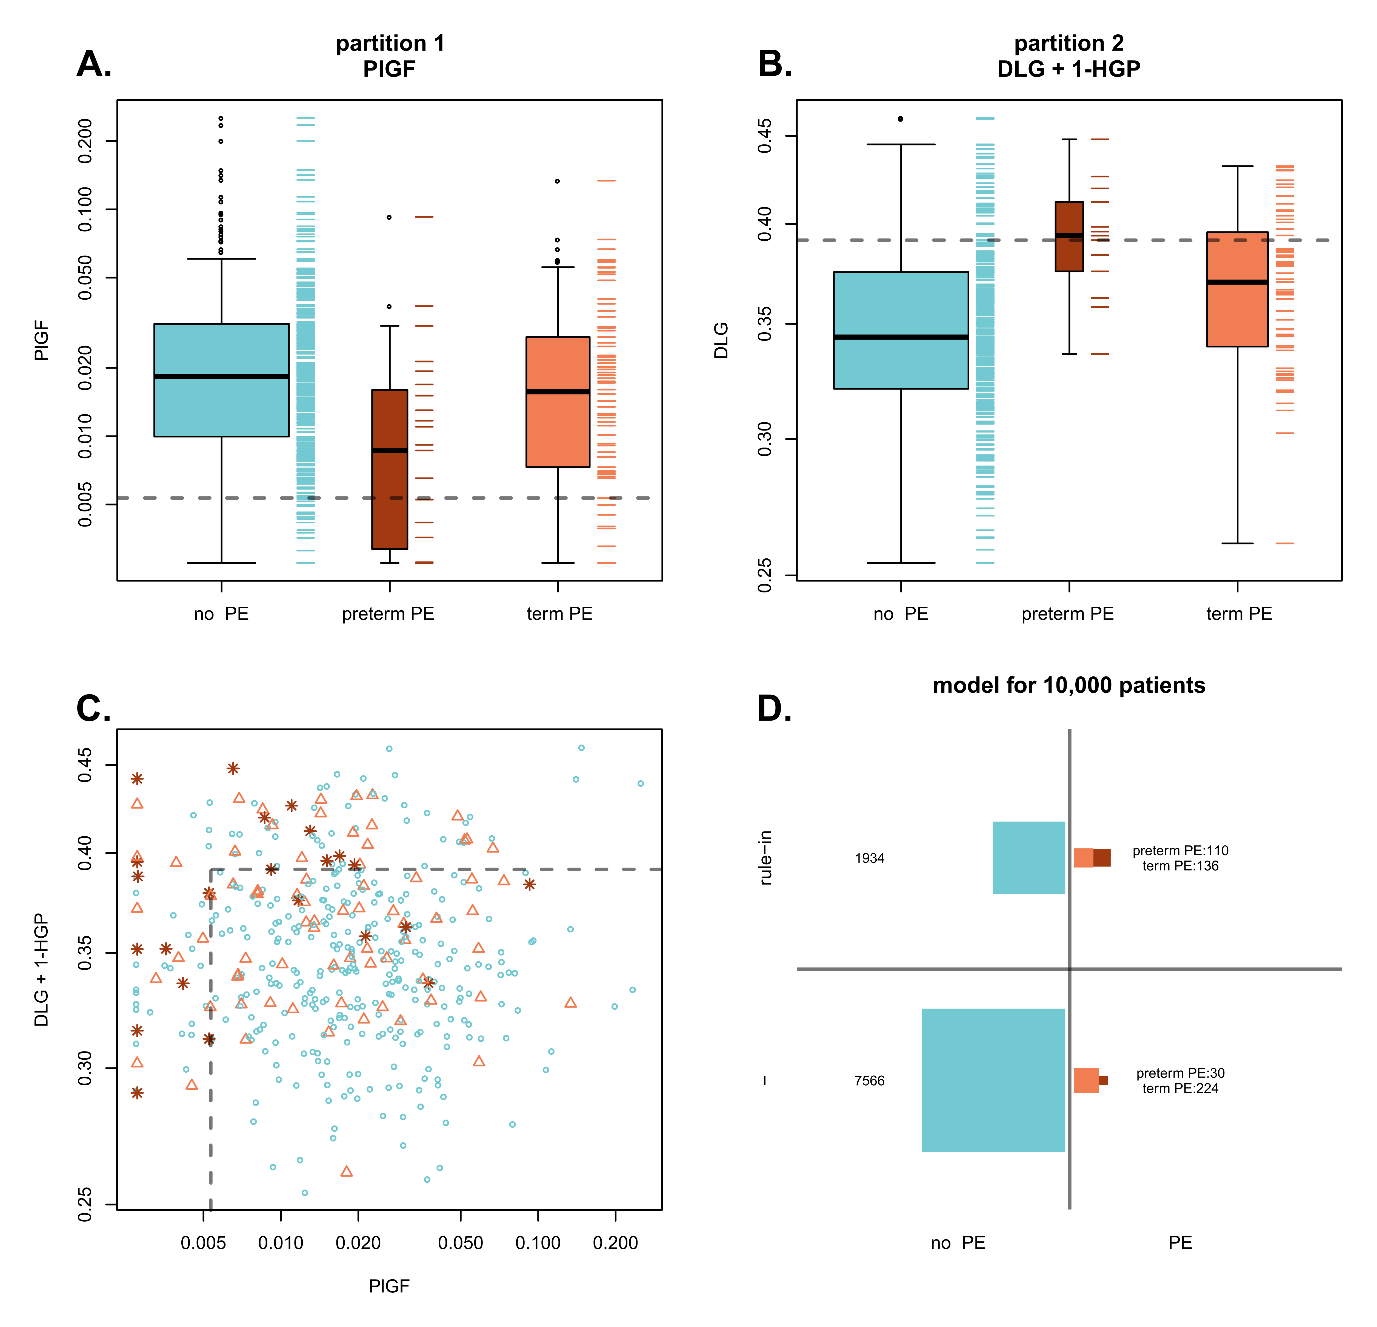 A.
partition 1
PlGF
PlGF
0.200
0.100
0.050
0.020
0.010
0.005
no PE
preterm PE
term PE
B.
partition 2
DLG + 1-HGP
DLG
0.45
0.40
0.35
0.30
0.25
no PE
preterm PE
term PE
C.
DLG + 1-HGP
0.45
0.40
0.35
0.30
0.25
0.005
0.010
0.020
0.050
0.100
0.200
PlGF
D.
model for 10,000 patients
rule-in
1934
preterm PE:110
term PE:136
I
7566
preterm PE:30
term PE:224
no PE
PE